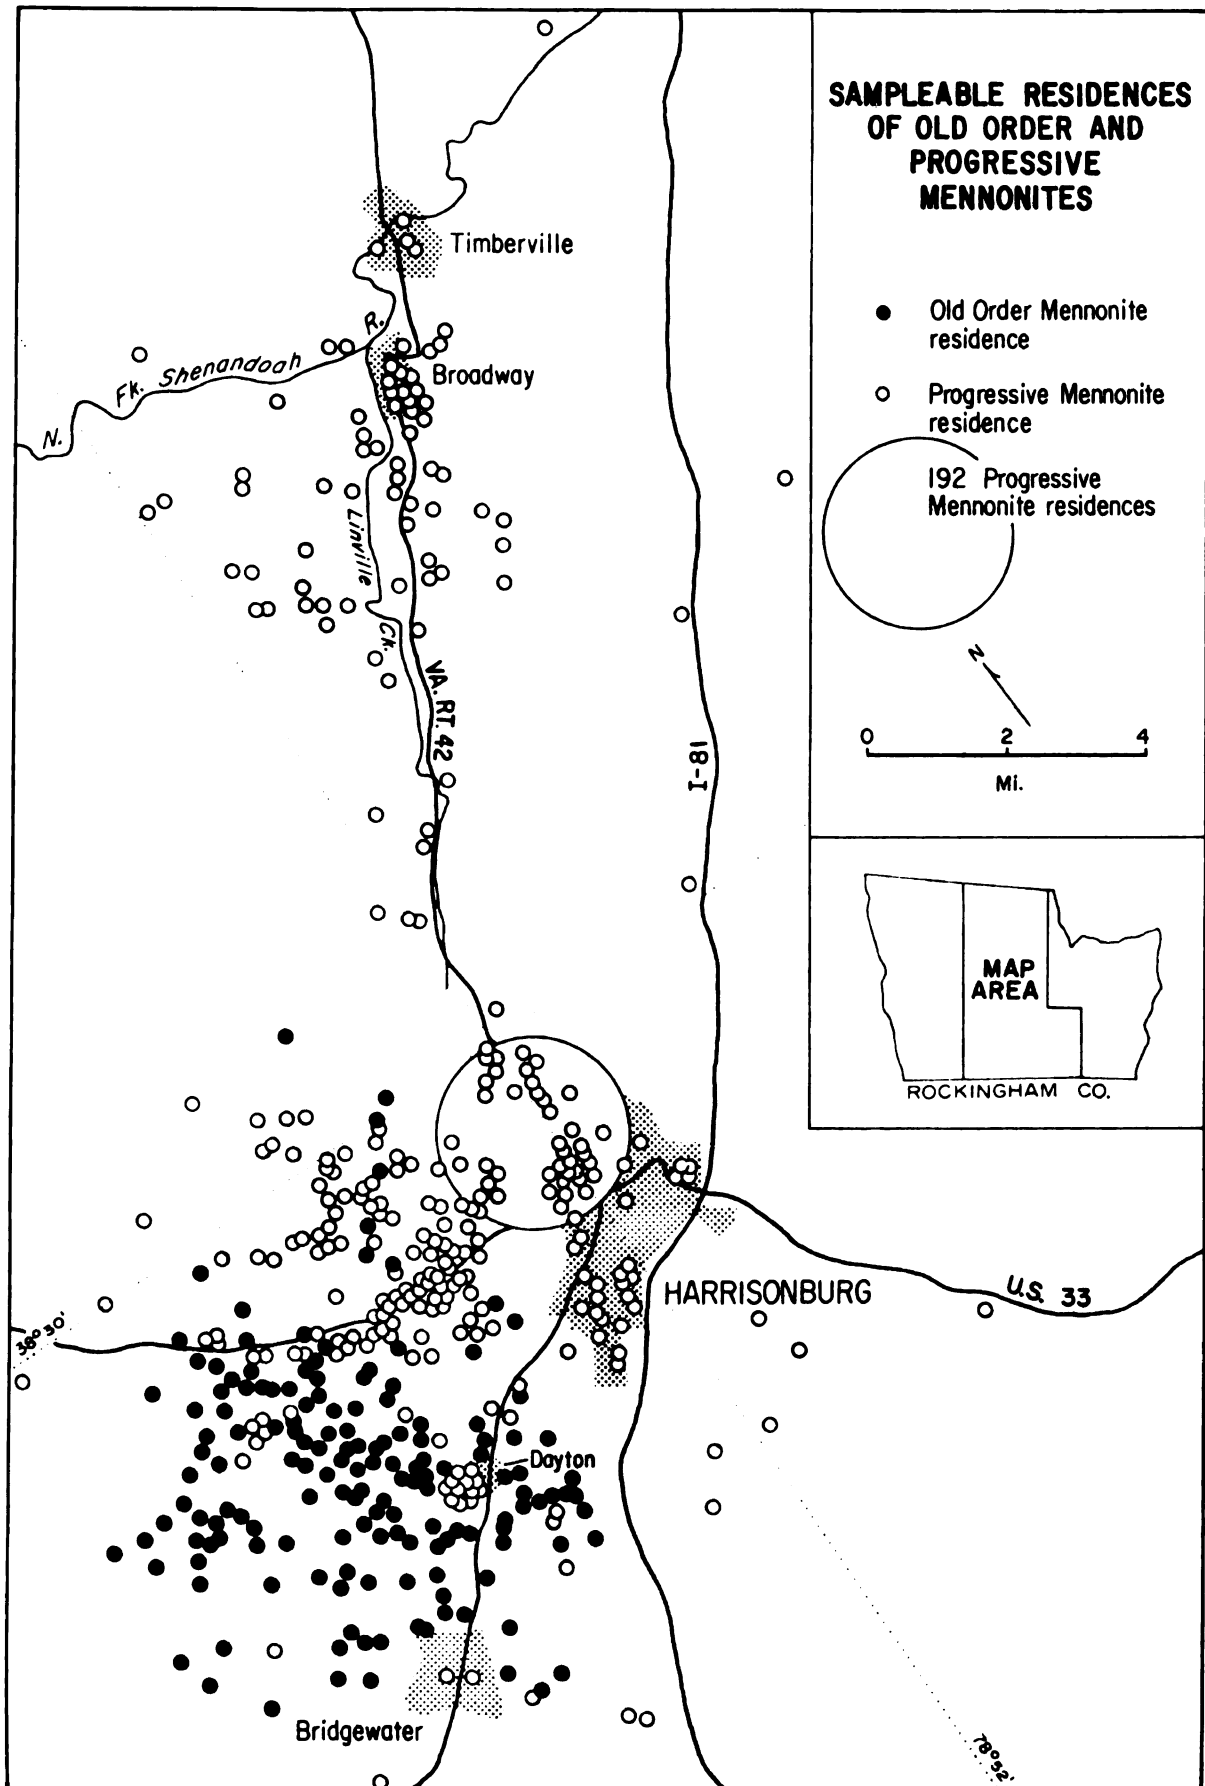 SAMPLEABLE RESIDENCES
OF OLD ORDER AND
PROGRESSIVE
MENNONITES
Old Order Mennonite
residence
Progressive Mennonite
residence
192 Progressive
Mennonite residences
N
0 2 4
Mi.
MAP
AREA
ROCKINGHAM CO.
Timberville
R.
Shenandoah
Fk.
N.
Broadway
Linville
Ck.
VA. RT. 42
I-81
HARRISONBURG
U.S. 33
38°30'
Dayton
Bridgewater
78°52'